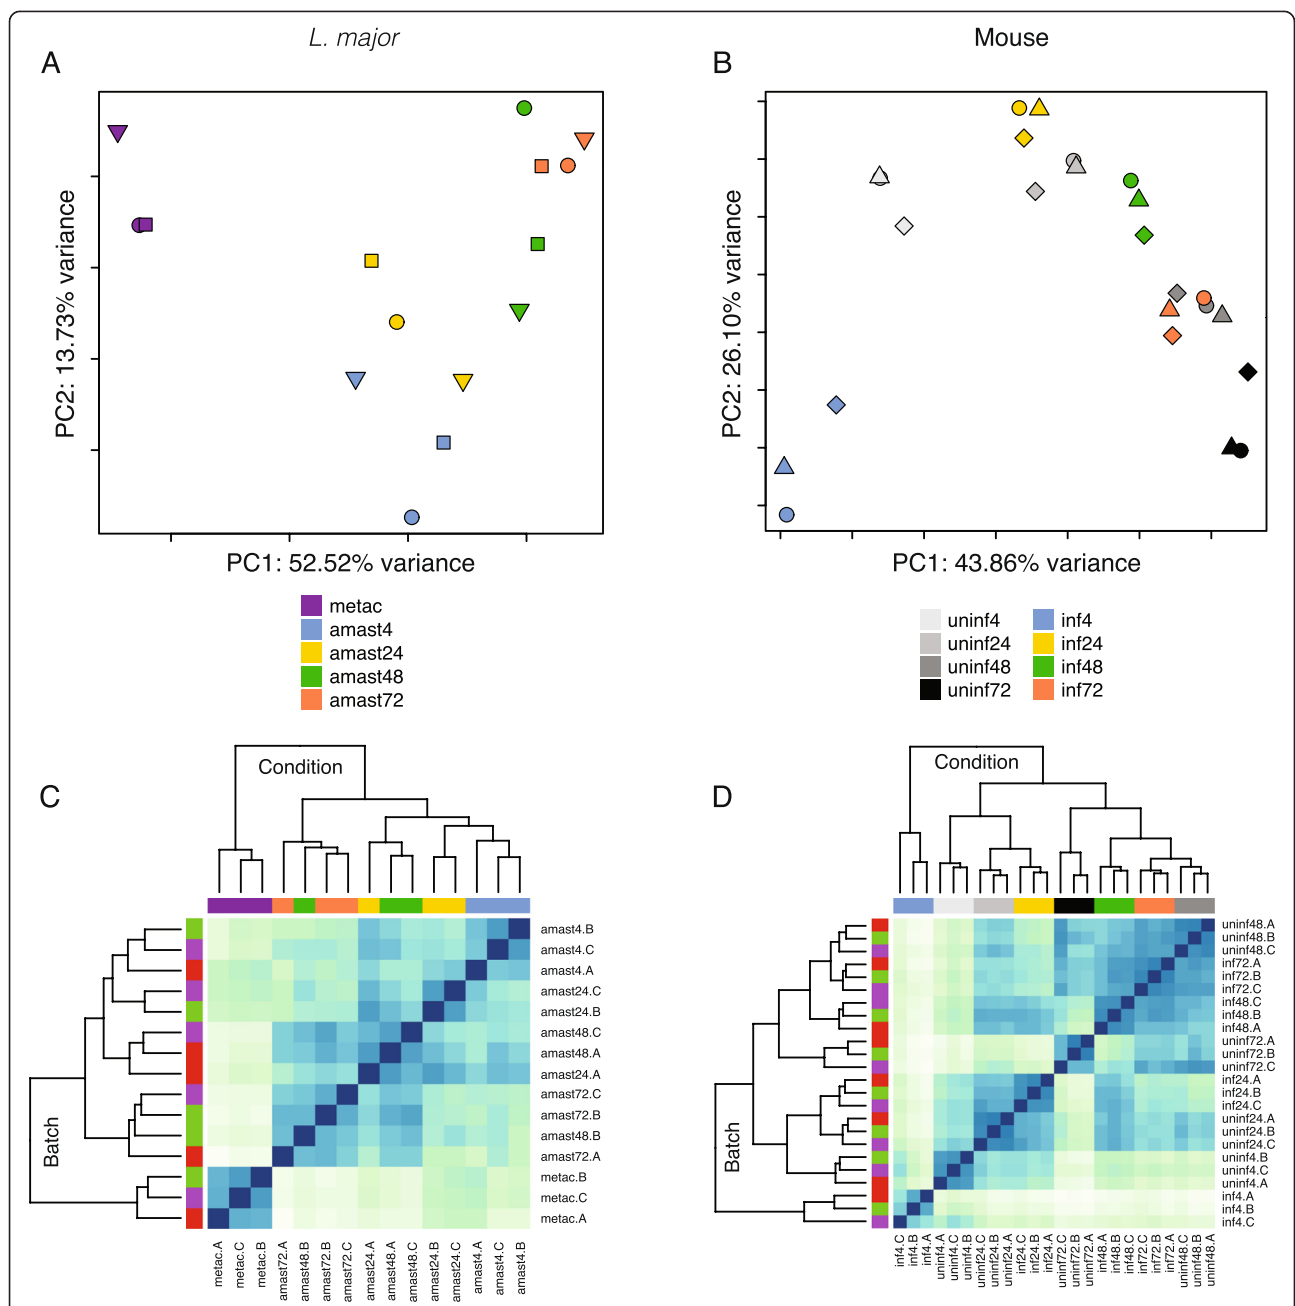 L. major
Mouse
A
B
PC2: 13.73% variance
PC1: 52.52% variance
PC2: 26.10% variance
PC1: 43.86% variance
metac
amast4
amast24
amast48
amast72
uninf4
uninf24
uninf48
uninf72
inf4
inf24
inf48
inf72
C
Condition
Batch
amast4.B
amast4.C
amast4.A
amast24.C
amast24.B
amast48.C
amast48.A
amast24.A
amast72.C
amast72.B
amast48.B
amast72.A
metac.B
metac.C
metac.A
metac.A
metac.C
metac.B
amast72.A
amast48.B
amast72.B
amast72.C
amast24.A
amast48.A
amast48.C
amast24.B
amast24.C
amast4.A
amast4.C
amast4.B
D
Condition
Batch
uninf48.A
uninf48.B
uninf48.C
inf72.A
inf72.B
inf72.C
inf48.C
inf48.B
inf48.A
uninf72.A
uninf72.B
uninf72.C
inf24.A
inf24.B
inf24.C
uninf24.A
uninf24.B
uninf24.C
uninf4.B
uninf4.C
uninf4.A
inf4.A
inf4.B
inf4.C
inf4.C
inf4.B
inf4.A
uninf4.A
uninf4.C
uninf4.B
uninf24.C
uninf24.B
uninf24.A
inf24.C
inf24.B
inf24.A
uninf72.C
uninf72.B
uninf72.A
inf48.A
inf48.B
inf48.C
inf72.C
inf72.B
inf72.A
uninf48.C
uninf48.B
uninf48.A